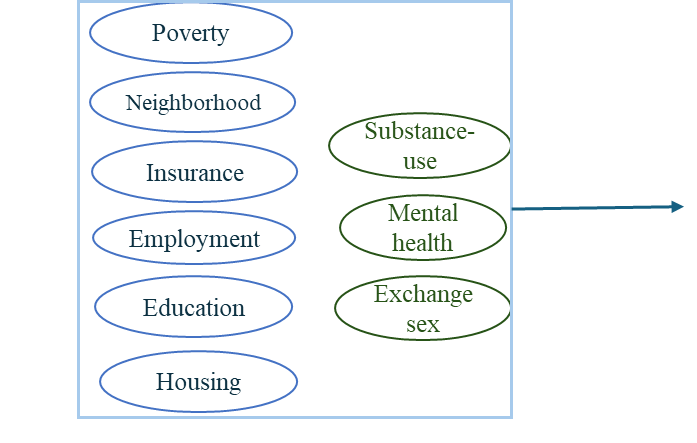 Poverty
Neighborhood
Insurance
Employment
Education
Housing
Substance-
use
Mental
health
Exchange
sex